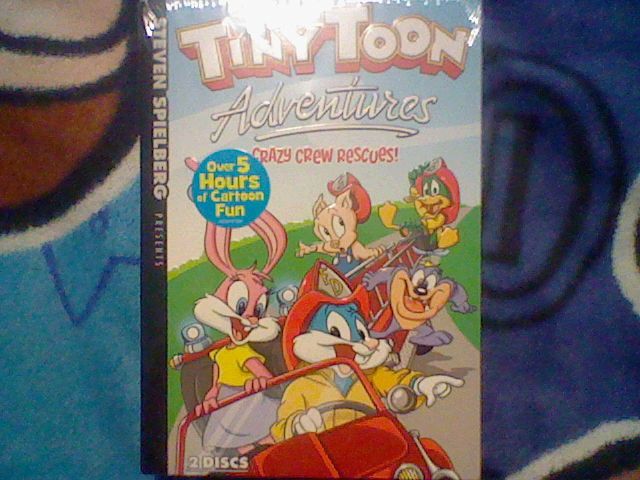 STEVEN SPIELBERG PRESENTS
TINY TOON
Adventures
CRAZY CREW RESCUES!
Over 5
Hours
of Cartoon
Fun
2 DISCS